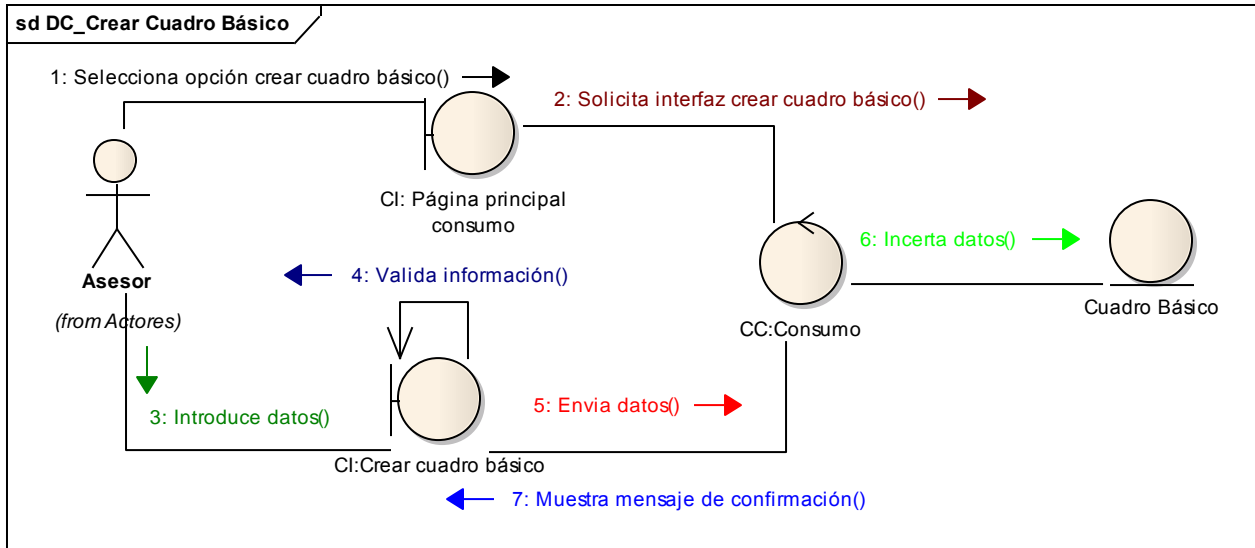 sd DC_Crear Cuadro Básico
1: Selecciona opción crear cuadro básico()
2: Solicita interfaz crear cuadro básico()
CI: Página principal
consumo
6: Incerta datos()
Asesor
(from Actores)
4: Valida información()
CC:Consumo
Cuadro Básico
3: Introduce datos()
5: Envia datos()
CI:Crear cuadro básico
7: Muestra mensaje de confirmación()